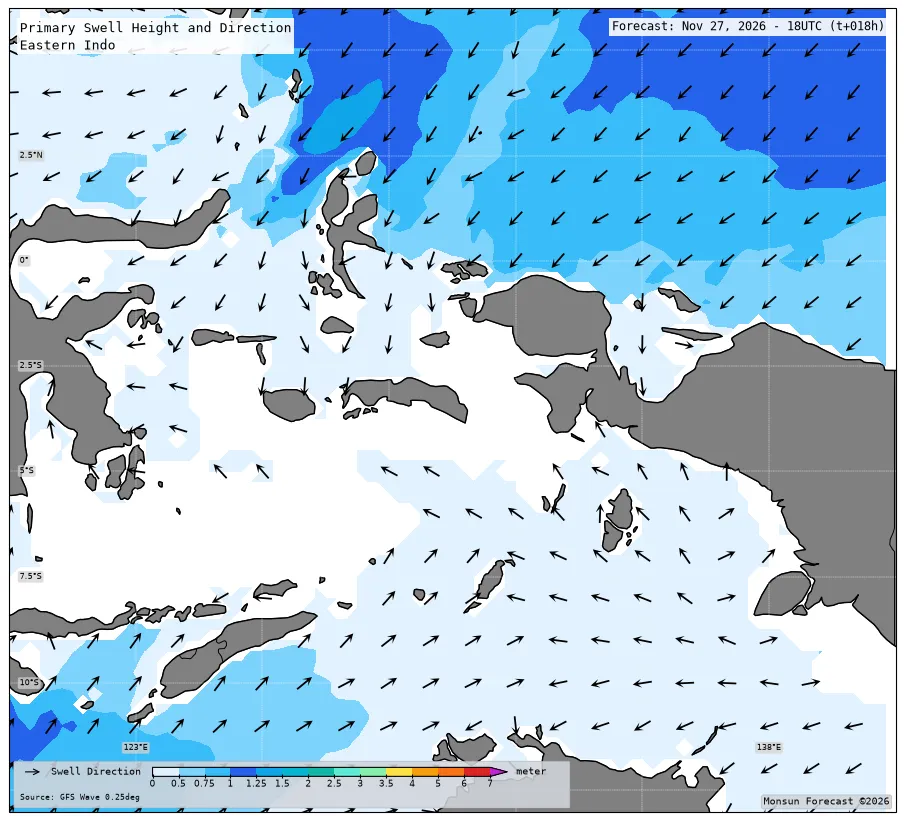 Primary Swell Height and Direction
Eastern Indo
Forecast: Nov 27, 2026 - 18UTC (t+018h)
2.5°N
0°
2.5°S
5°S
7.5°S
10°S
123°E
138°E
Swell Direction
0 0.5 0.75 1 1.25 1.5 2 2.5 3 3.5 4 5 6 7
meter
Source: GFS Wave 0.25deg
Monsun Forecast ©2026